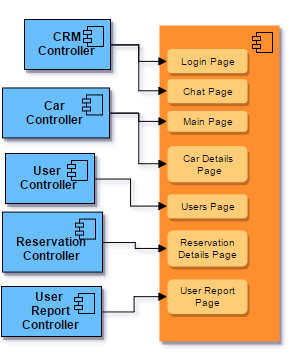 CRM
Controller
Car
Controller
User
Controller
Reservation
Controller
User
Report
Controller
Login Page
Chat Page
Main Page
Car Details
Page
Users Page
Reservation
Details Page
User Report
Page